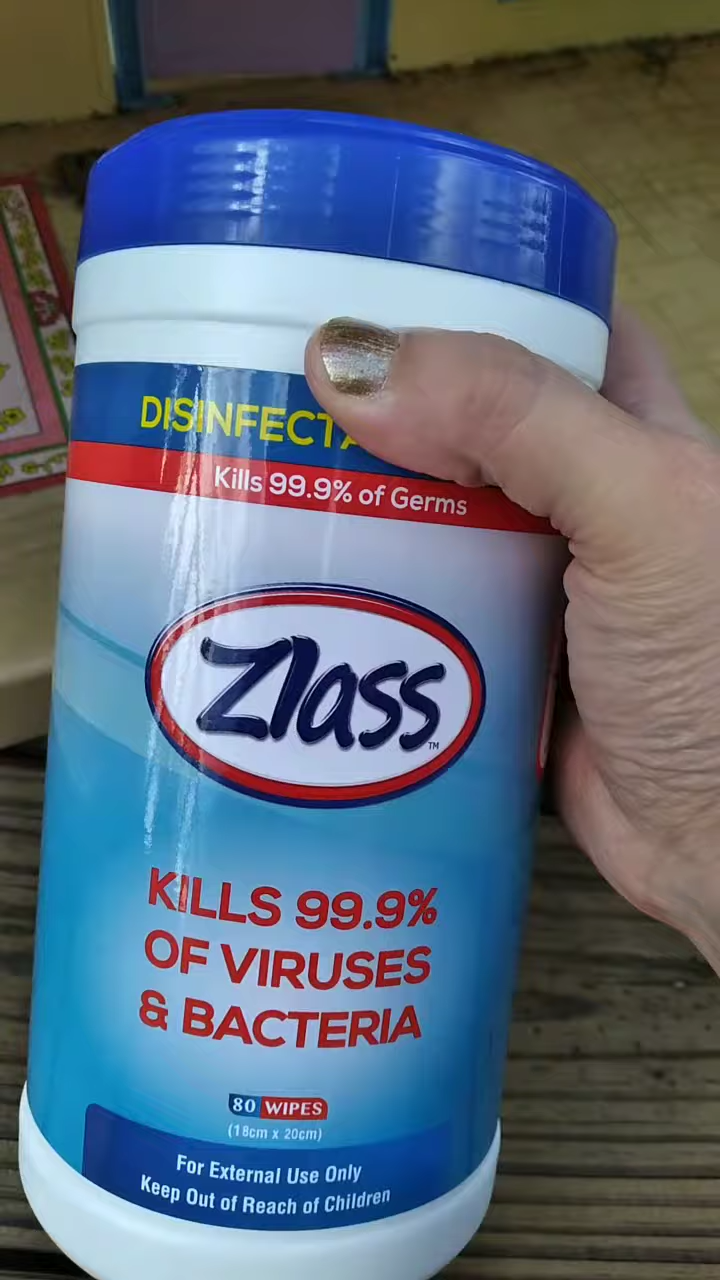 DISINFECTA
Kills 99.9% of Germs
Zlass™
KILLS 99.9%
OF VIRUSES
& BACTERIA
80 WIPES
(18cm x 20cm)
For External Use Only
Keep Out of Reach of Children